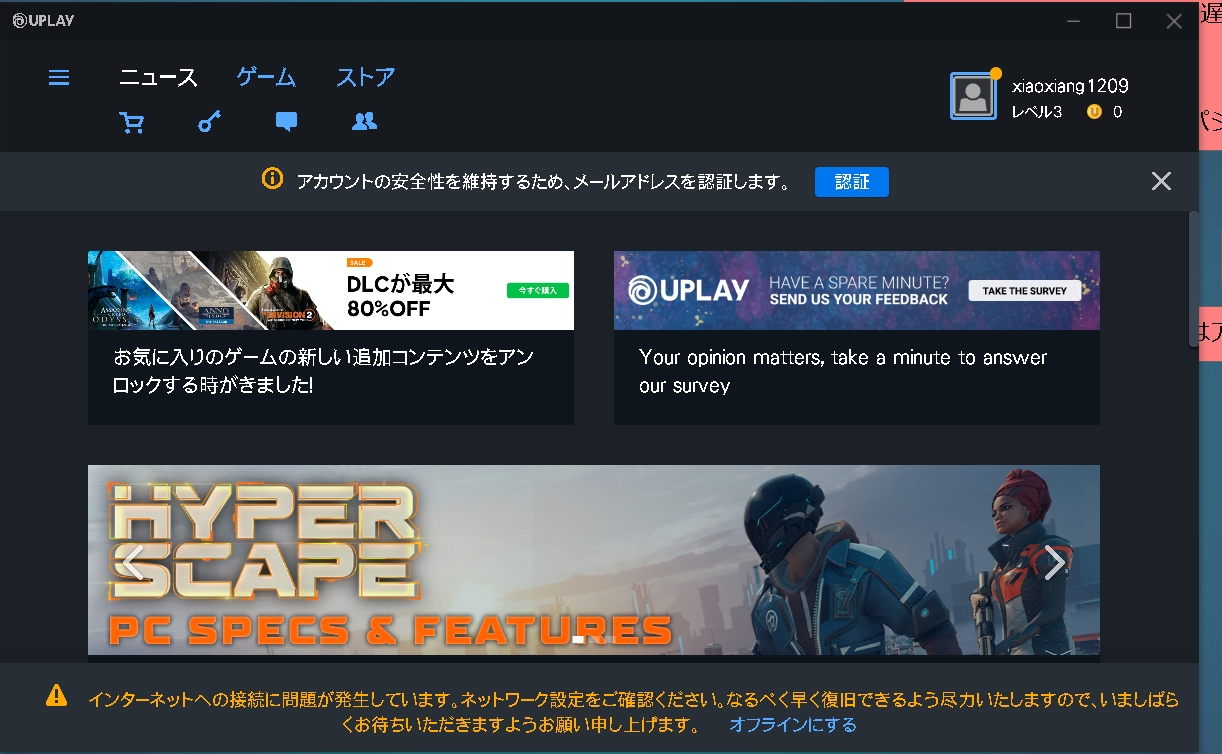 UPLAY
ニュース ゲーム ストア
xiaoxiang1209
レベル3 0
アカウントの安全性を維持するため、メールアドレスを認証します。 認証
SALE
DLCが最大
80%OFF
今すぐ購入
お気に入りのゲームの新しい追加コンテンツをアン
ロックする時がきました!
UPLAY
HAVE A SPARE MINUTE?
SEND US YOUR FEEDBACK
TAKE THE SURVEY
Your opinion matters, take a minute to answer
our survey
HYPER
SCAPE
PC SPECS & FEATURES
インターネットへの接続に問題が発生しています。ネットワーク設定をご確認ください。なるべく早く復旧できるよう尽力いたしますので、いましばら
くお待ちいただきますようお願い申し上げます。 オフラインにする